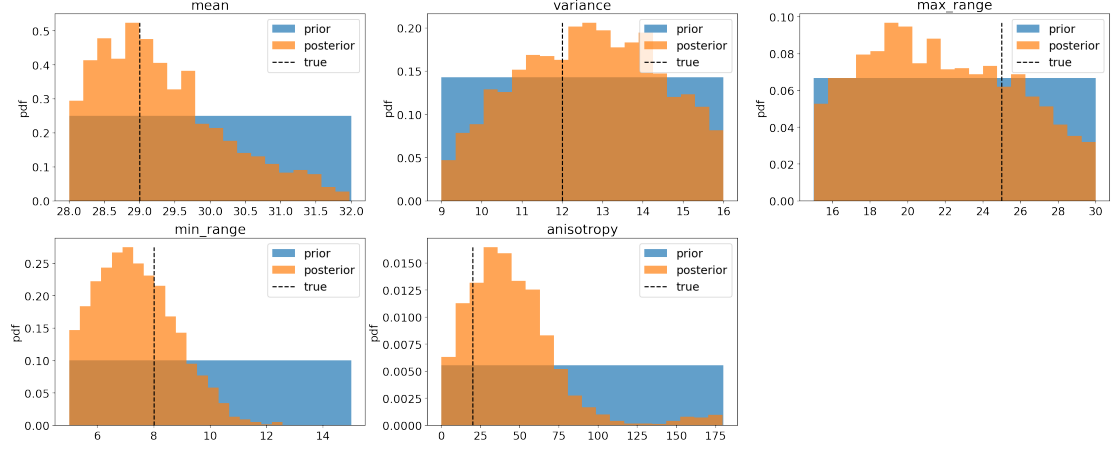 mean
pdf
0.5
0.4
0.3
0.2
0.1
0.0
28.0 28.5 29.0 29.5 30.0 30.5 31.0 31.5 32.0
prior
posterior
true
variance
pdf
0.20
0.15
0.10
0.05
0.00
9 10 11 12 13 14 15 16
prior
posterior
true
max_range
pdf
0.10
0.08
0.06
0.04
0.02
0.00
16 18 20 22 24 26 28 30
prior
posterior
true
min_range
pdf
0.25
0.20
0.15
0.10
0.05
0.00
6 8 10 12 14
prior
posterior
true
anisotropy
pdf
0.0150
0.0125
0.0100
0.0075
0.0050
0.0025
0.0000
0 25 50 75 100 125 150 175
prior
posterior
true